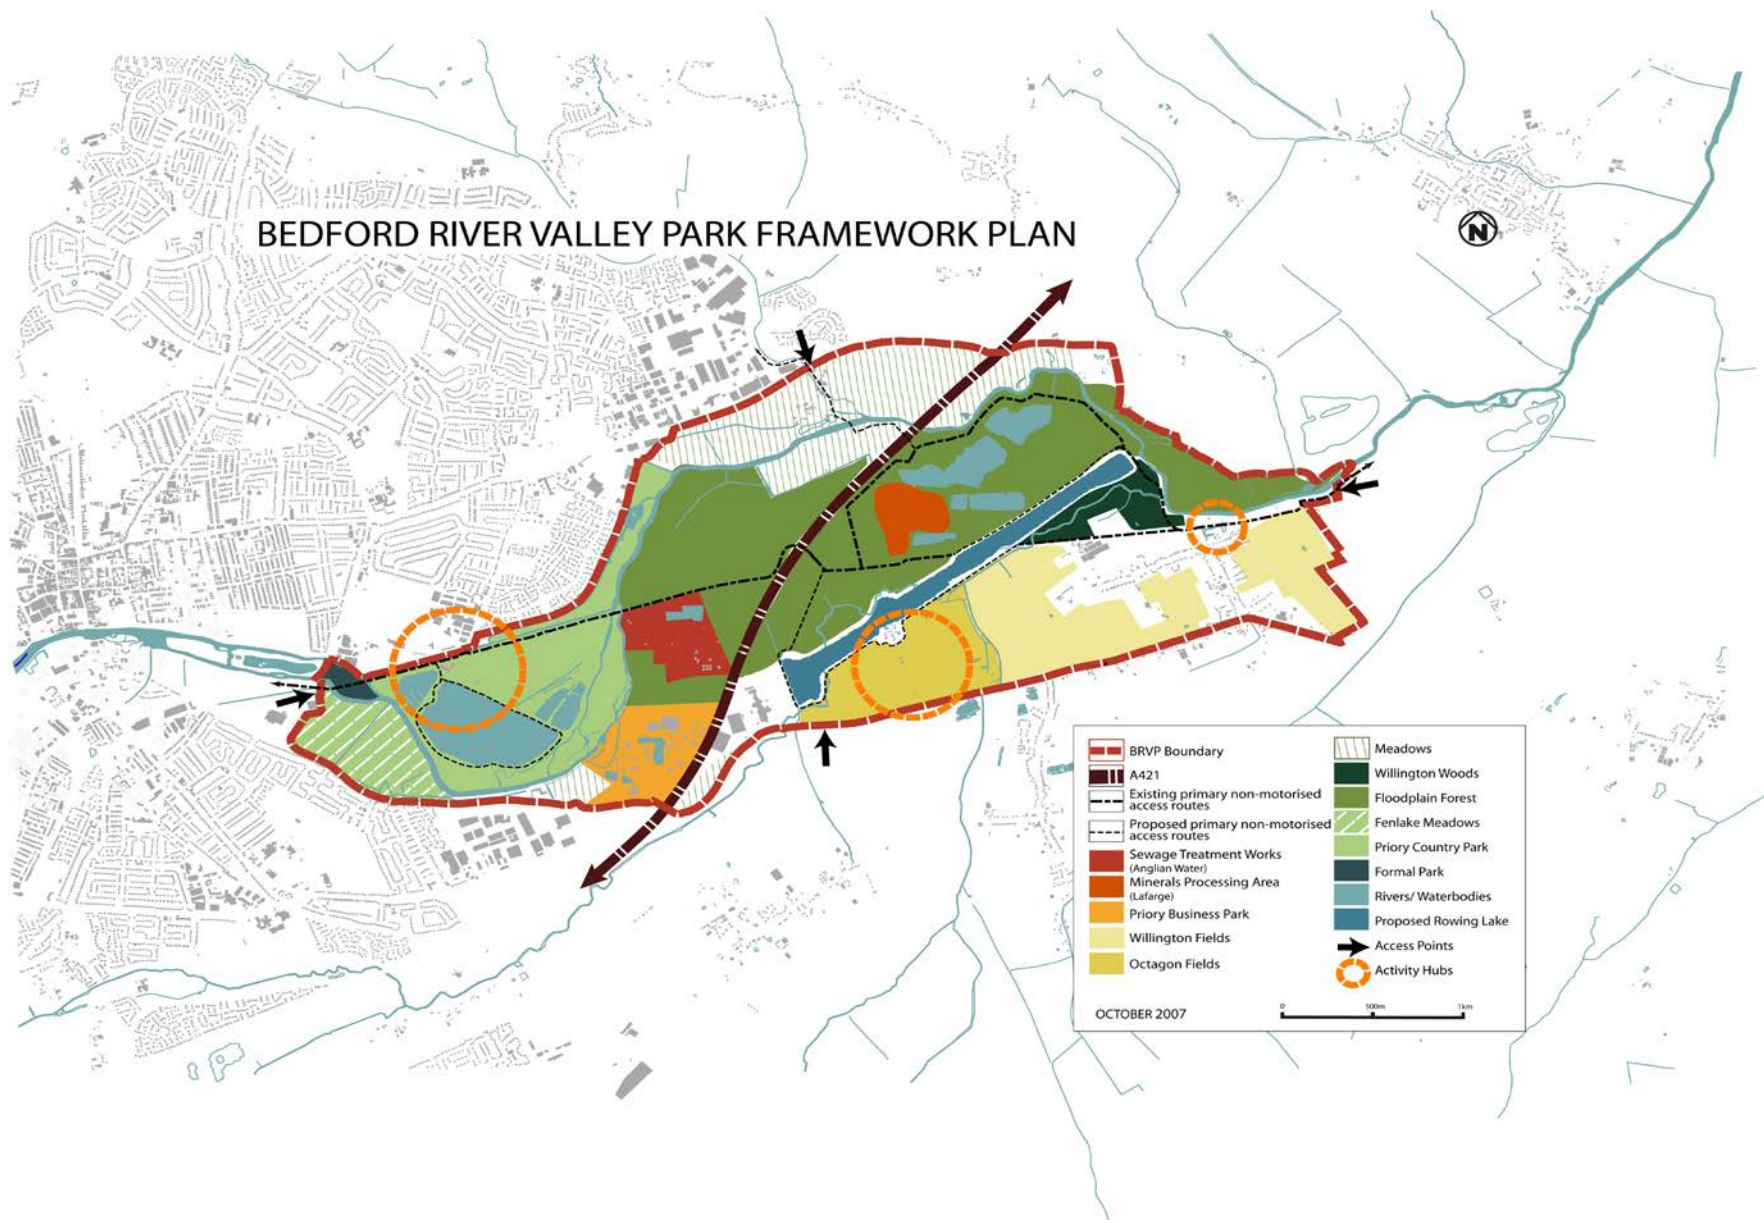 BEDFORD RIVER VALLEY PARK FRAMEWORK PLAN
N
BRVP Boundary
A421
Existing primary non-motorised
access routes
Proposed primary non-motorised
access routes
Sewage Treatment Works
(Anglian Water)
Minerals Processing Area
(Lafarge)
Priory Business Park
Willington Fields
Octagon Fields
Meadows
Willington Woods
Floodplain Forest
Fenlake Meadows
Priory Country Park
Formal Park
Rivers/ Waterbodies
Proposed Rowing Lake
Access Points
Activity Hubs
OCTOBER 2007
0 500m 1km